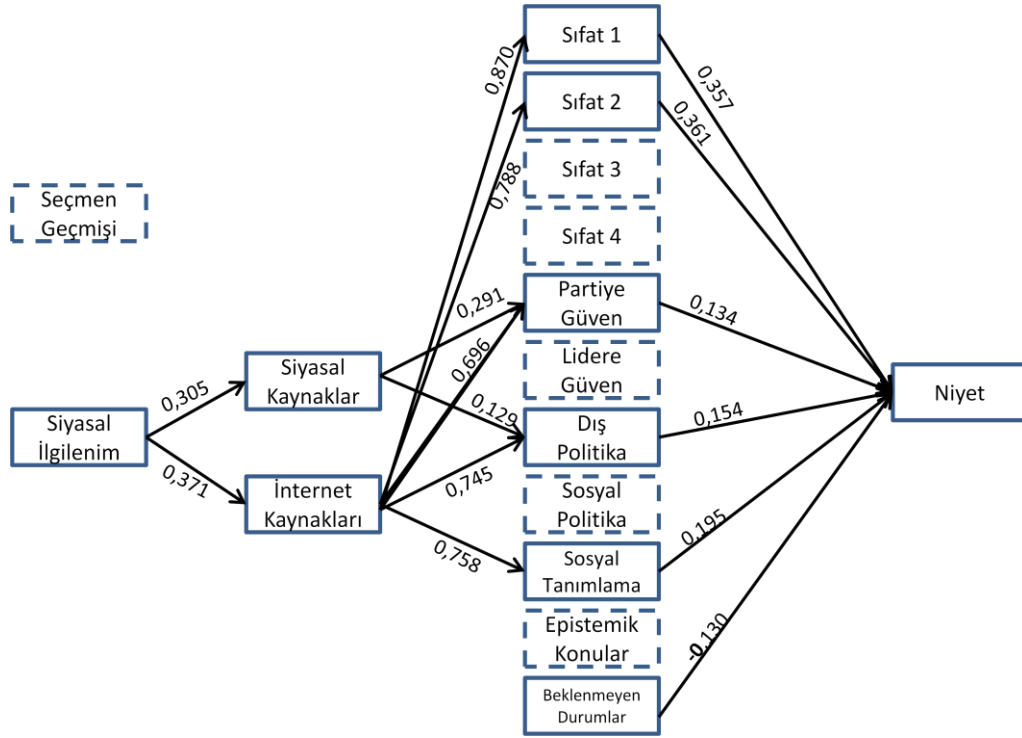 Sıfat 1
0,870
0,357
Sıfat 2
0,788
0,361
Sıfat 3
Seçmen
Geçmişi
Sıfat 4
Partiye
Güven
0,291
0,134
0,696
Lidere
Güven
Siyasal
Kaynaklar
Niyet
0,305
0,129
0,154
Siyasal
İlgilenim
Dış
Politika
0,371
0,745
İnternet
Kaynakları
Sosyal
Politika
0,758
0,195
Sosyal
Tanımlama
Epistemik
Konular
-0,130
Beklenmeyen
Durumlar